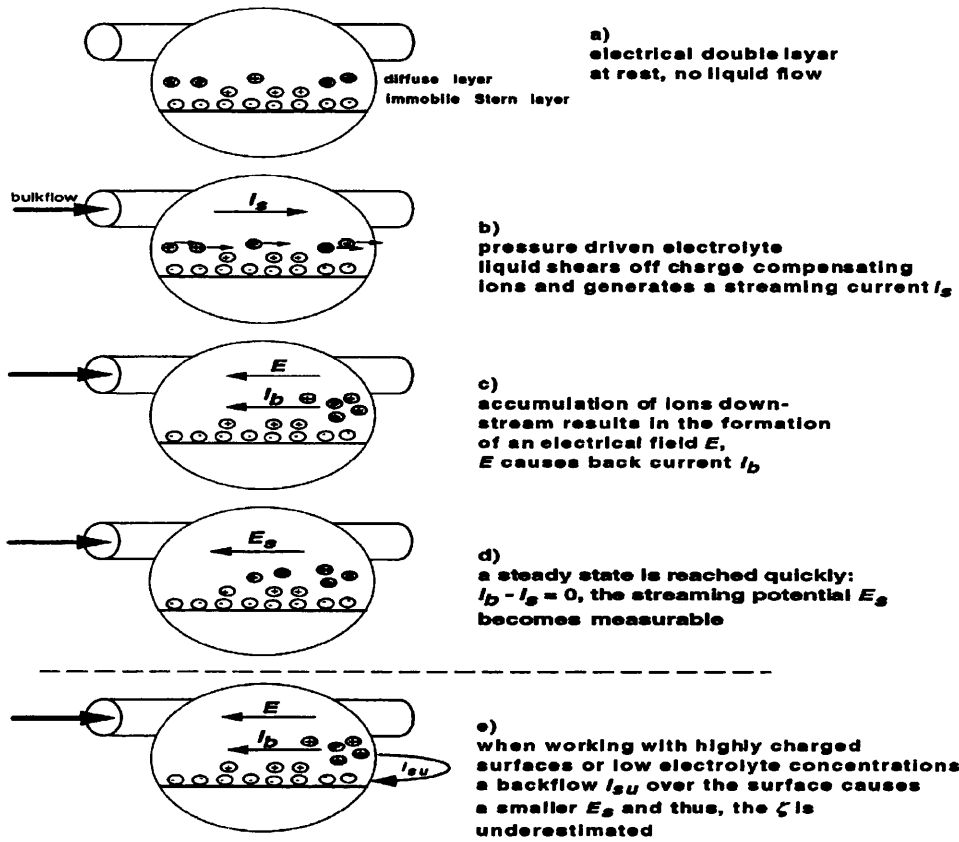 a)
electrical double layar
at rest, no liquid flow
diffuse layer
immobile Stern layer
bulkflow
I_s
b)
pressure driven electrolyte
liquid shears off charge compensating
ions and generates a streaming current I_s
E
I_b
c)
accumulation of ions down-
stream results in the formation
of an electrical field E,
E causes back current I_b
E_s
d)
a steady state is reached quickly:
I_b - I_s = 0, the streaming potential E_s
becomes measurable
E
I_b
I_su
e)
when working with highly charged
surfaces or low electrolyte concentrations
a backflow I_su over the surface causes
a smaller E_s and thus, the ζ is
underestimated